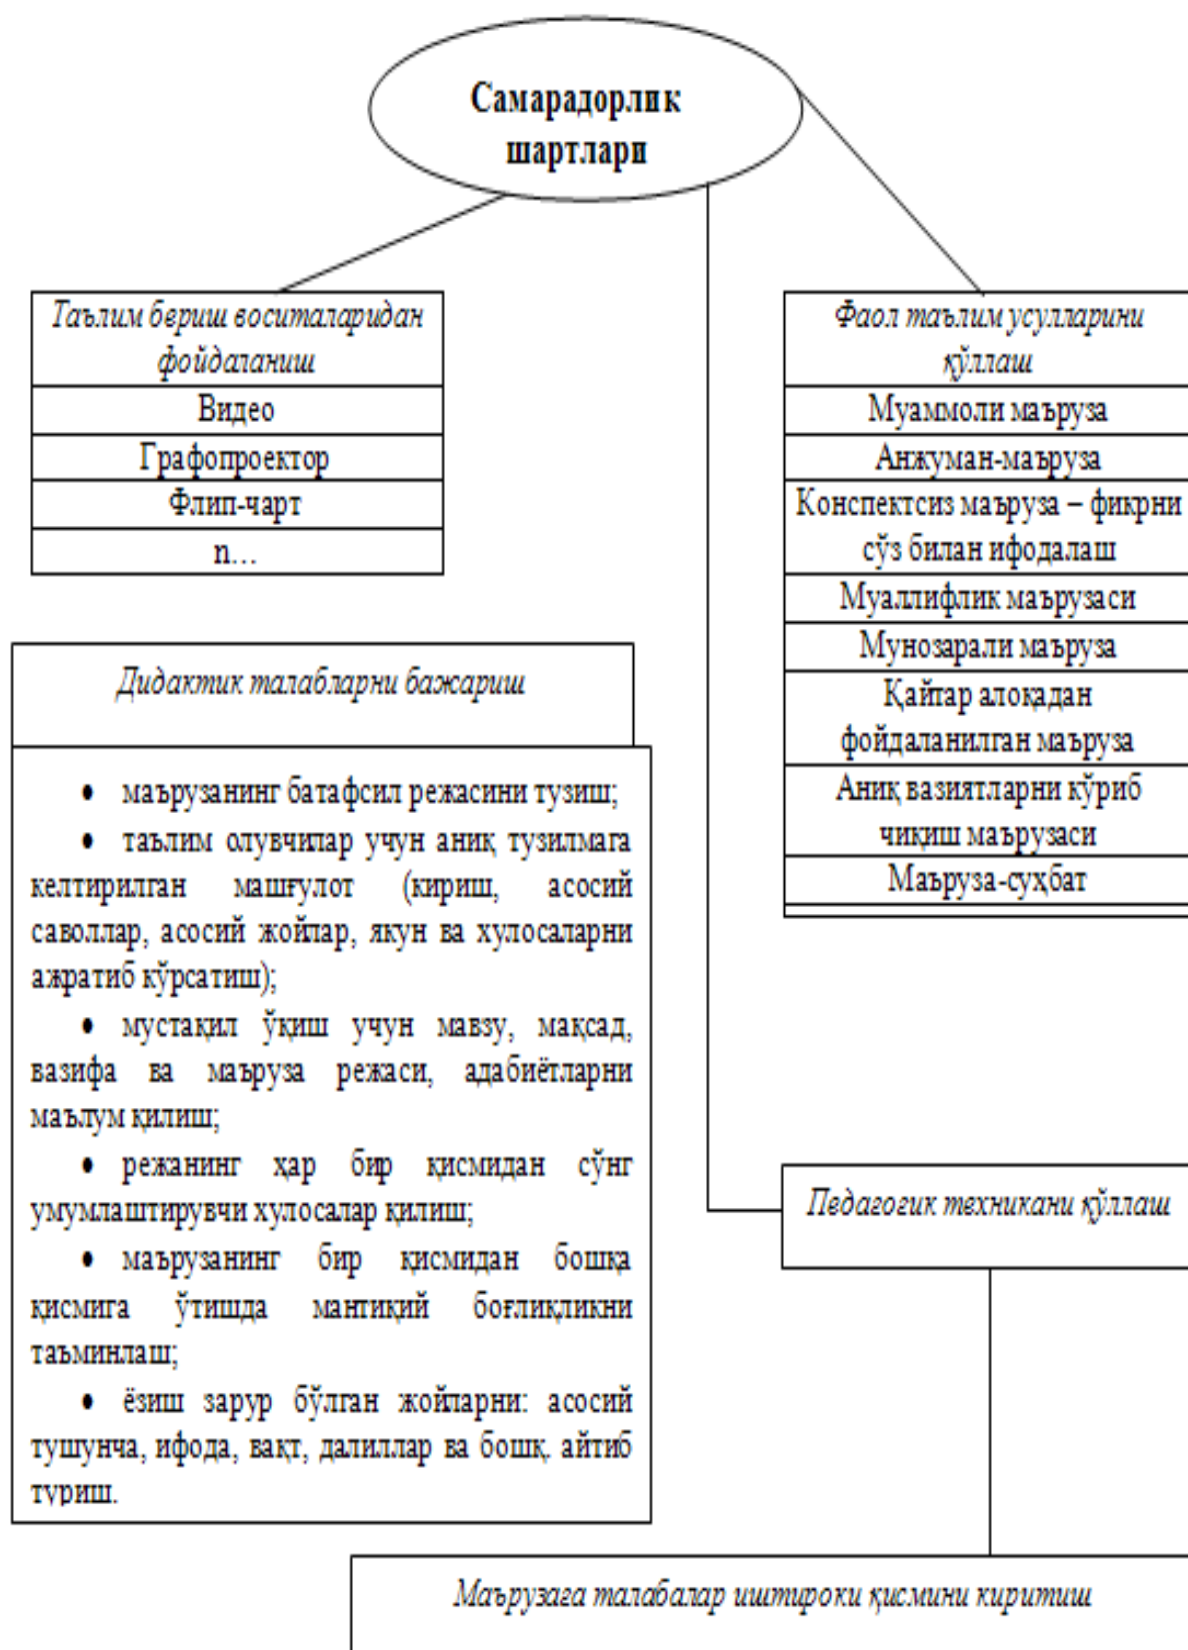 Самарадорлик
шартлари
Таълим бериш воситаларидан
фойдаланиш
Видео
Графопроектор
Флип-чарт
n...
Фаол таълим усулларини
қўллаш
Муаммоли маъруза
Анжуман-маъруза
Конспектсиз маъруза – фикрни
сўз билан ифодалаш
Муаллифлик маърузаси
Мунозарали маъруза
Қайтар алоқадан
фойдаланилган маъруза
Аниқ вазиятларни кўриб
чиқиш маърузаси
Маъруза-суҳбат
Дидактик талабларни бажариш
• маърузанинг батафсил режасини тузиш;
• таълим олувчилар учун аниқ тузилмага
келтирилган машғулот (кириш, асосий
саволлар, асосий жойлар, якун ва хулосаларни
ажратиб кўрсатиш);
• мустақил ўқиш учун мавзу, мақсад,
вазифа ва маъруза режаси, адабиётларни
маълум қилиш;
• режанинг ҳар бир қисмидан сўнг
умумлаштирувчи хулосалар қилиш;
• маърузанинг бир қисмидан бошқа
қисмига ўтишда мантиқий боғлиқликни
таъминлаш;
• ёзиш зарур бўлган жойларни: асосий
тушунча, ифода, вақт, далиллар ва бошқ. айтиб
туриш.
Педагогик техникани қўллаш
Маърузага талабалар иштироки қисмини киритиш